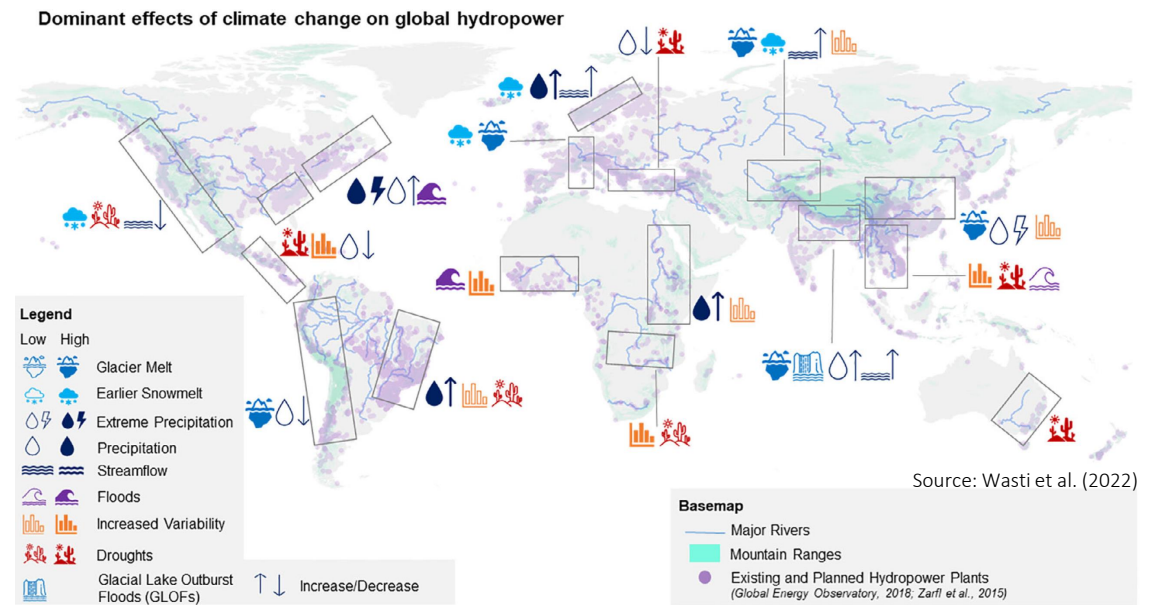 Dominant effects of climate change on global hydropower
Legend
Low High
Glacier Melt
Earlier Snowmelt
Extreme Precipitation
Precipitation
Streamflow
Floods
Increased Variability
Droughts
Glacial Lake Outburst
Floods (GLOFs)
Increase/Decrease
Source: Wasti et al. (2022)
Basemap
Major Rivers
Mountain Ranges
Existing and Planned Hydropower Plants
(Global Energy Observatory, 2018; Zarfl et al., 2015)